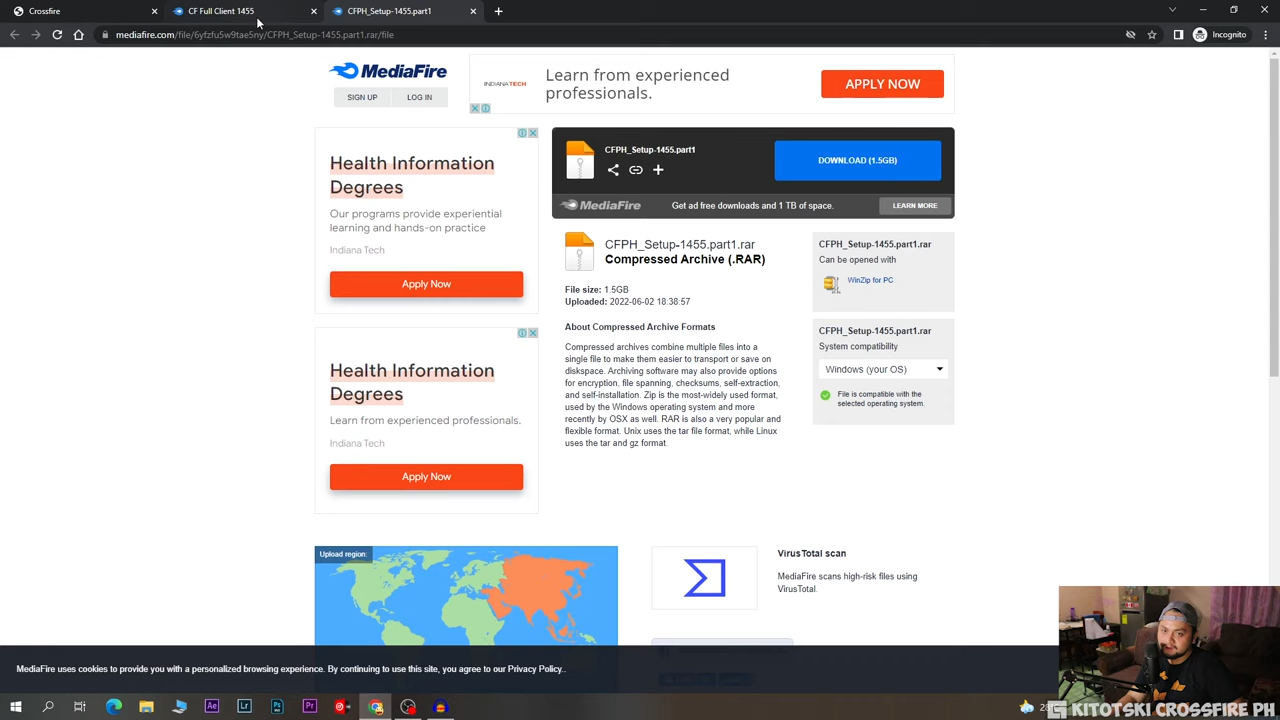 Crossfire
CF Full Client 1455
CFPH_Setup-1455.part1
mediafire.com/file/6yfzfu5w9tae5ny/CFPH_Setup-1455.part1.rar/file
Incognito
MediaFire
SIGN UP
LOG IN
INDIANA TECH
Learn from experienced
professionals.
APPLY NOW
Health Information
Degrees
Our programs provide experiential
learning and hands-on practice
Indiana Tech
Apply Now
Health Information
Degrees
Learn from experienced professionals.
Indiana Tech
Apply Now
CFPH_Setup-1455.part1
DOWNLOAD (1.5GB)
MediaFire
Get ad free downloads and 1 TB of space.
LEARN MORE
CFPH_Setup-1455.part1.rar
Compressed Archive (.RAR)
File size: 1.5GB
Uploaded: 2022-06-02 18:38:57
About Compressed Archive Formats
Compressed archives combine multiple files into a
single file to make them easier to transport or save on
diskspace. Archiving software may also provide options
for encryption, file spanning, checksums, self-extraction,
and self-installation. Zip is the most-widely used format,
used by the Windows operating system and more
recently by OSX as well. RAR is also a very popular and
flexible format. Unix uses the tar file format, while Linux
uses the tar and gz format.
CFPH_Setup-1455.part1.rar
Can be opened with
WinZip for PC
CFPH_Setup-1455.part1.rar
System compatibility
Windows (your OS)
File is compatible with the
selected operating system.
Upload region:
VirusTotal scan
MediaFire scans high-risk files using
VirusTotal.
MediaFire uses cookies to provide you with a personalized browsing experience. By continuing to use this site, you agree to our Privacy Policy..
Ae
Lr
Ps
Pr
KITOTSKI CROSSFIRE PH